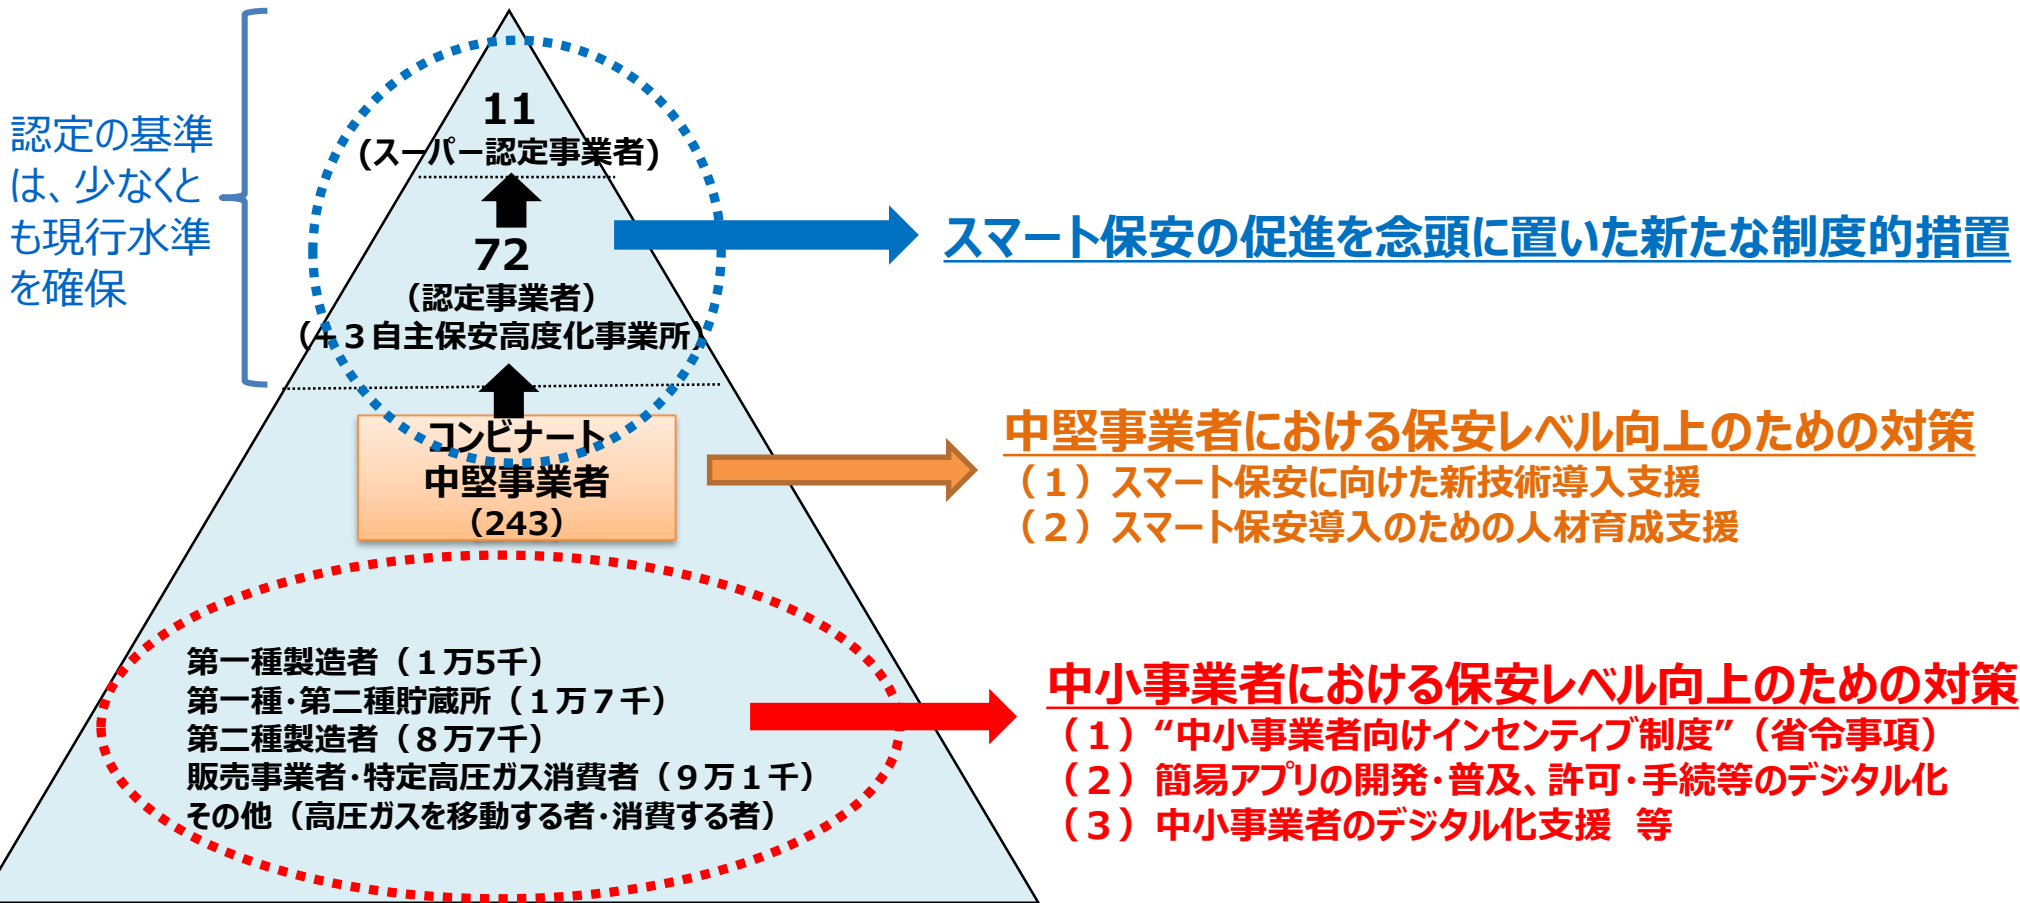 認定の基準
は、少なくと
も現行水準
を確保
11
(スーパー認定事業者)
72
（認定事業者）
（＋３自主保安高度化事業所）
コンビナート
中堅事業者
（243）
第一種製造者（１万5千）
第一種・第二種貯蔵所（１万７千）
第二種製造者（８万7千）
販売事業者・特定高圧ガス消費者（９万１千）
その他（高圧ガスを移動する者・消費する者）
スマート保安の促進を念頭に置いた新たな制度的措置
中堅事業者における保安レベル向上のための対策
（１）スマート保安に向けた新技術導入支援
（２）スマート保安導入のための人材育成支援
中小事業者における保安レベル向上のための対策
（１）“中小事業者向けインセンティブ制度”（省令事項）
（２）簡易アプリの開発・普及、許可・手続等のデジタル化
（３）中小事業者のデジタル化支援 等